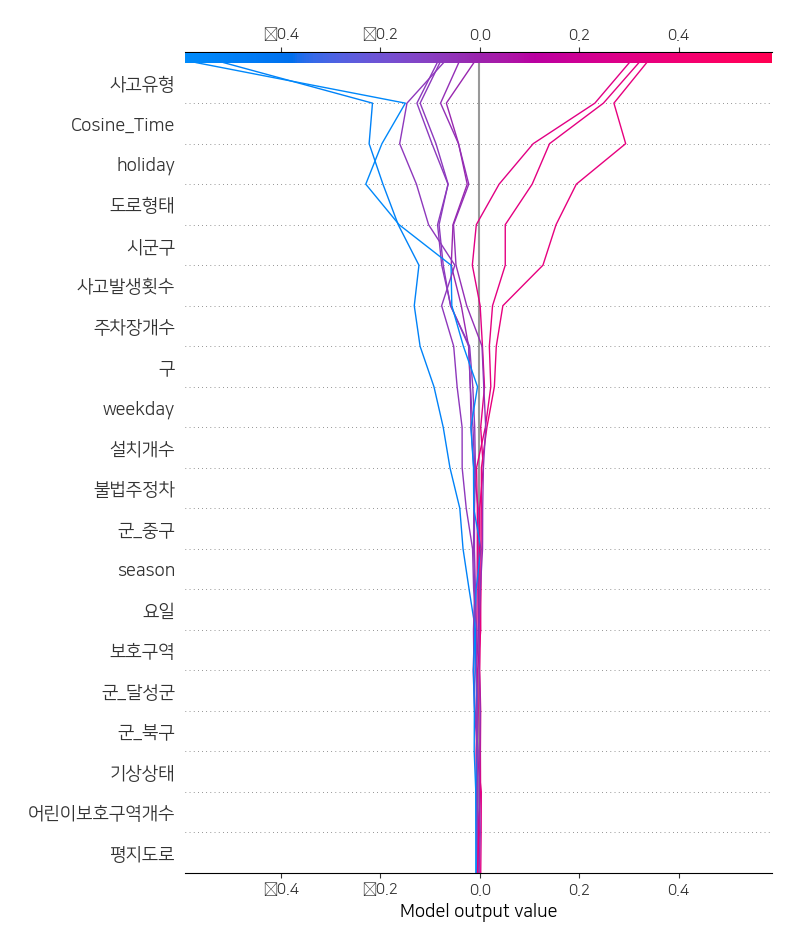 ☒0.4 ☒0.2 0.0 0.2 0.4
사고유형
Cosine_Time
holiday
도로형태
시군구
사고발생횟수
주차장개수
구
weekday
설치개수
불법주정차
군_중구
season
요일
보호구역
군_달성군
군_북구
기상상태
어린이보호구역개수
평지도로
☒0.4 ☒0.2 0.0 0.2 0.4
Model output value